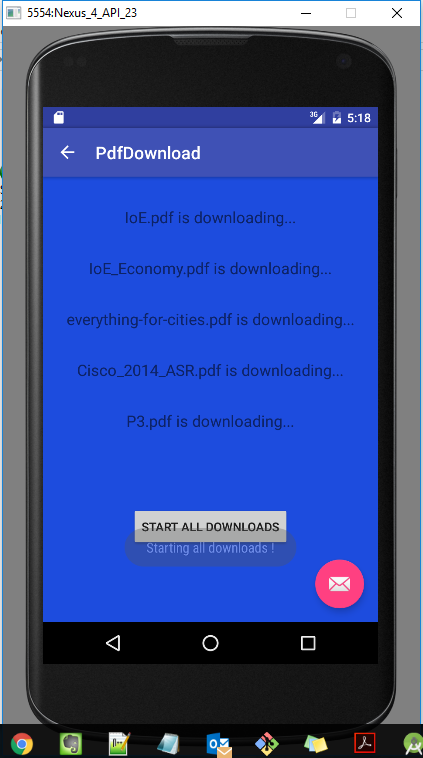 5554:Nexus_4_API_23
3G 5:18
PdfDownload
IoE.pdf is downloading...
IoE_Economy.pdf is downloading...
everything-for-cities.pdf is downloading...
Cisco_2014_ASR.pdf is downloading...
P3.pdf is downloading...
START ALL DOWNLOADS
Starting all downloads !